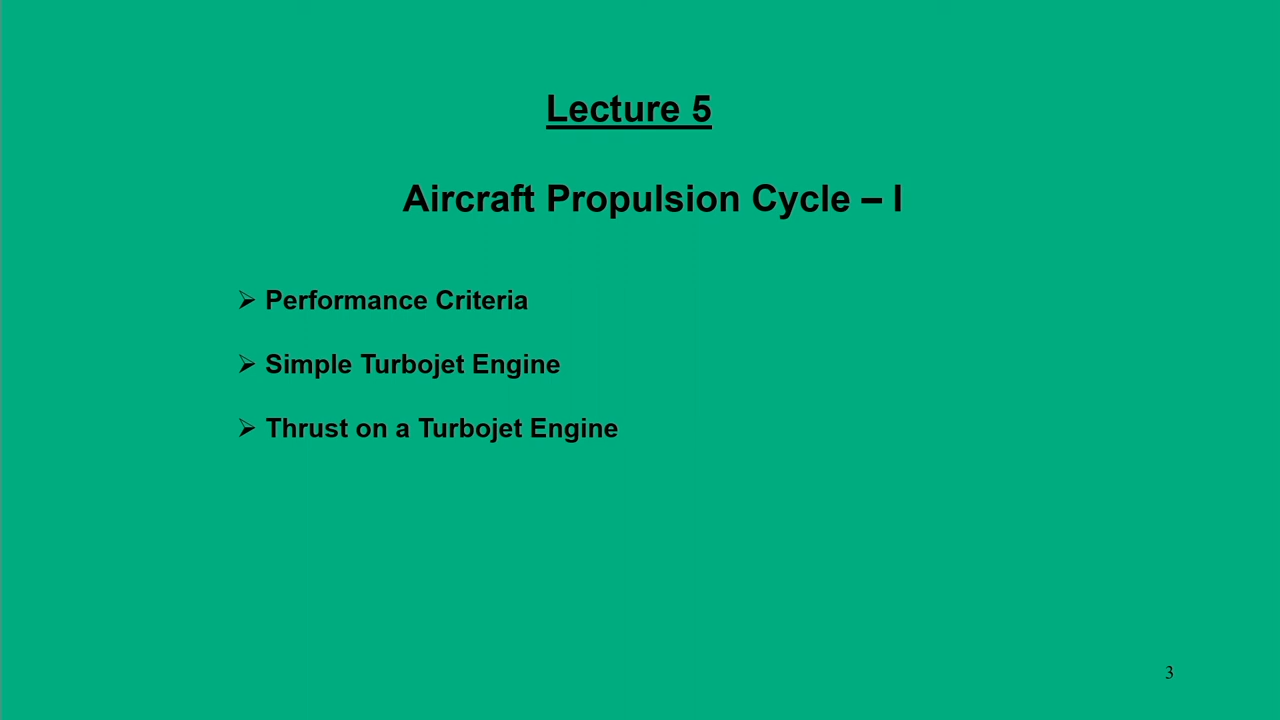 Lecture 5
Aircraft Propulsion Cycle – I
➢ Performance Criteria
➢ Simple Turbojet Engine
➢ Thrust on a Turbojet Engine
3